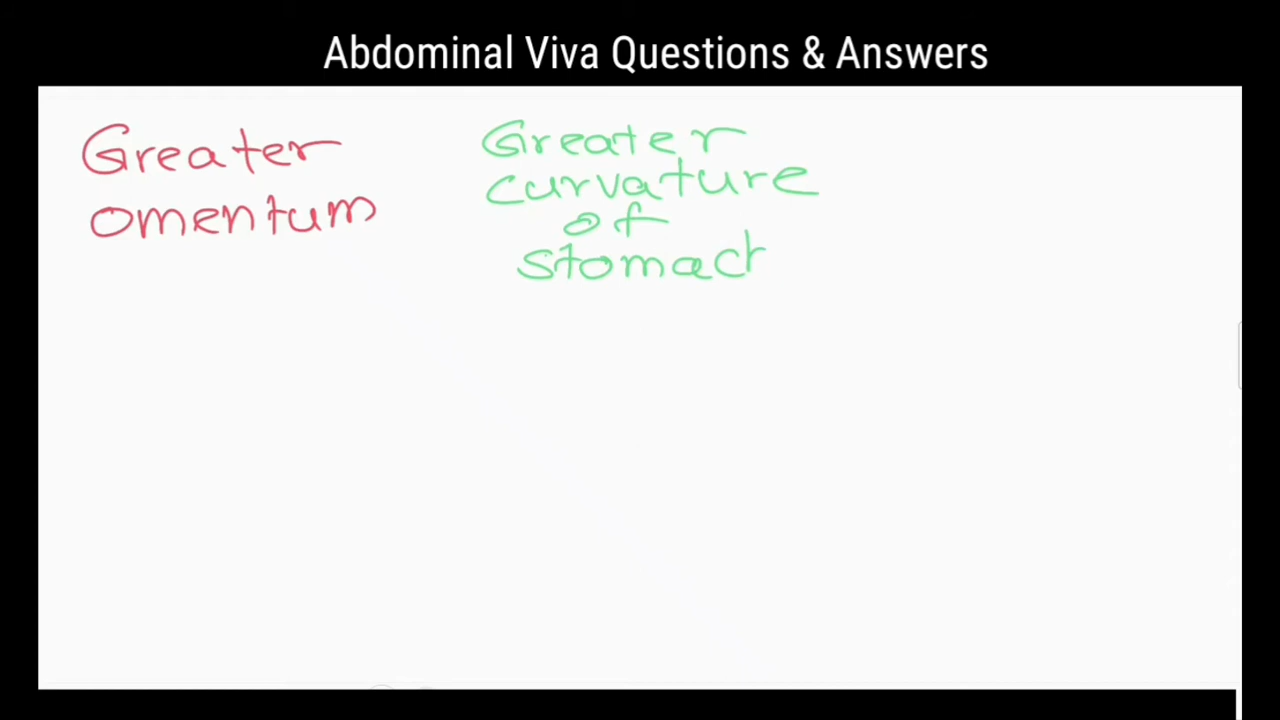 Abdominal Viva Questions & Answers
Greater
omentum
Greater
curvature
of
stomach